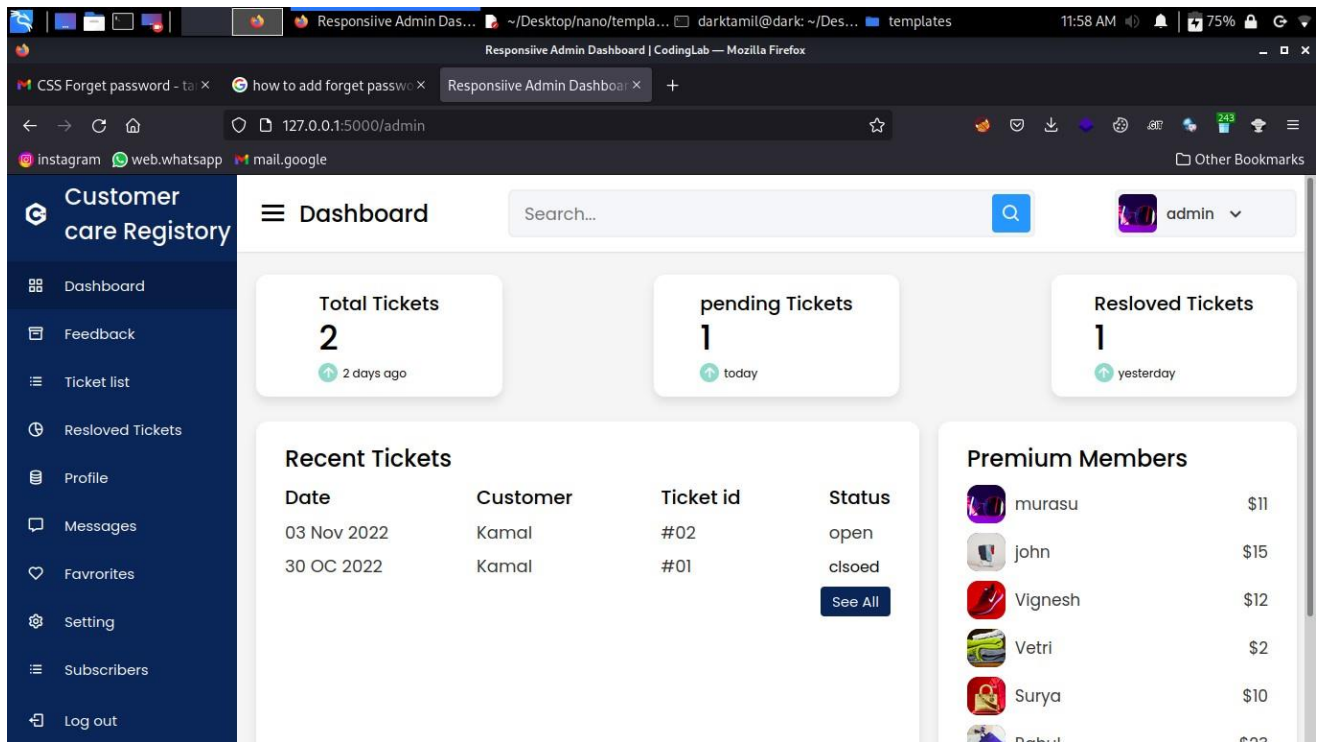 Responsiive Admin Das... ~/Desktop/nano/templa... darktamil@dark: ~/Des... templates 11:58 AM 75%
Responsiive Admin Dashboard | CodingLab — Mozilla Firefox
CSS Forget password - ta how to add forget passwo Responsiive Admin Dashboar
127.0.0.1:5000/admin 243
instagram web.whatsapp mail.google Other Bookmarks
Customer
care Registory
Dashboard Search... admin
Dashboard
Feedback
Ticket list
Resloved Tickets
Profile
Messages
Favrorites
Setting
Subscribers
Log out
Total Tickets
2
2 days ago
pending Tickets
1
today
Resloved Tickets
1
yesterday
Recent Tickets
Date Customer Ticket id Status
03 Nov 2022 Kamal #02 open
30 OC 2022 Kamal #01 clsoed
See All
Premium Members
murasu $11
john $15
Vignesh $12
Vetri $2
Surya $10